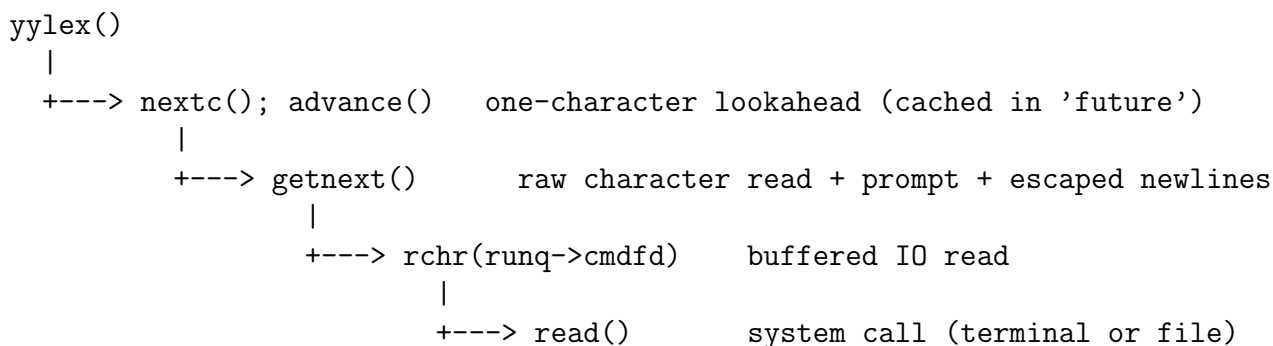 yylex()
  |
  +---> nextc(); advance()   one-character lookahead (cached in ’future’)
          |
          +---> getnext()      raw character read + prompt + escaped newlines
                  |
                  +---> rchr(runq->cmdfd)    buffered IO read
                          |
                          +---> read()       system call (terminal or file)